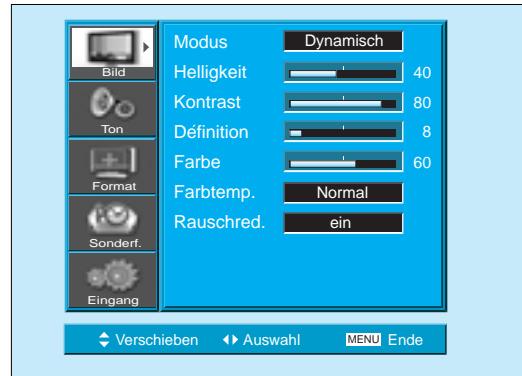 Bild
Ton
Format
Sonderf.
Eingang
Modus Dynamisch
Helligkeit 40
Kontrast 80
Définition 8
Farbe 60
Farbtemp. Normal
Rauschred. ein
Verschieben Auswahl MENU Ende